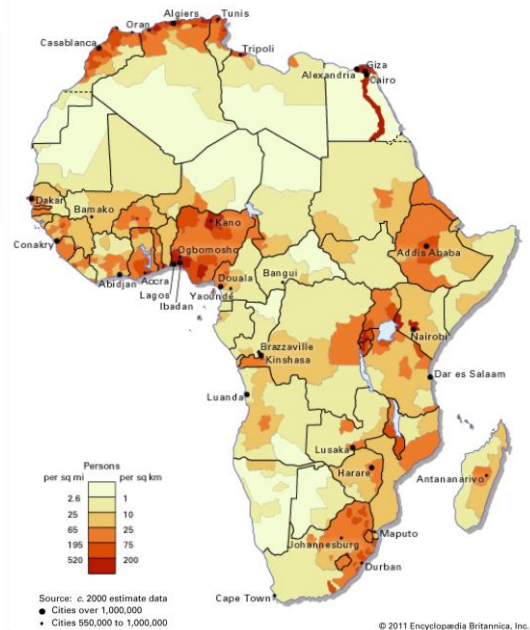 Algiers
Tunis
Oran
Casablanca
Tripoli
Giza
Alexandria
Cairo
Dakar
Bamako
Kano
Conakry
Ogbomosho
Addis Ababa
Abidjan
Accra
Lagos
Ibadan
Douala
Yaoundé
Bangui
Brazzaville
Kinshasa
Nairobi
Dar es Salaam
Luanda
Lusaka
Harare
Antananarivo
Johannesburg
Maputo
Durban
Cape Town
Persons
per sq mi per sq km
2.6 1
25 10
65 25
195 75
520 200
Source: c. 2000 estimate data
Cities over 1,000,000
Cities 550,000 to 1,000,000
© 2011 Encyclopædia Britannica, Inc.